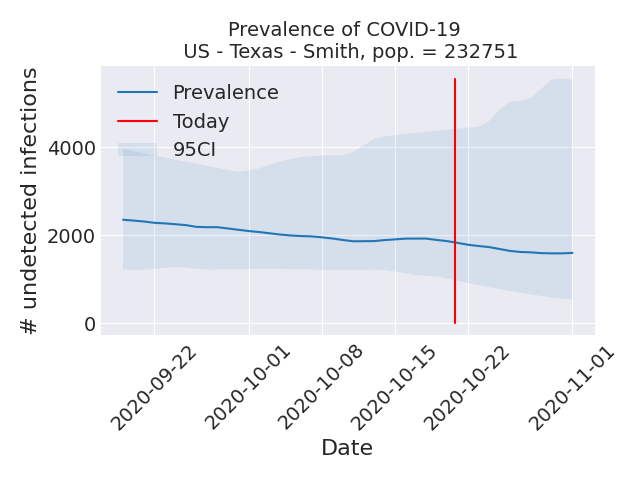 Prevalence of COVID-19
US - Texas - Smith, pop. = 232751
# undetected infections
Prevalence
Today
95CI
4000
2000
0
2020-09-22
2020-10-01
2020-10-08
2020-10-15
2020-10-22
2020-11-01
Date